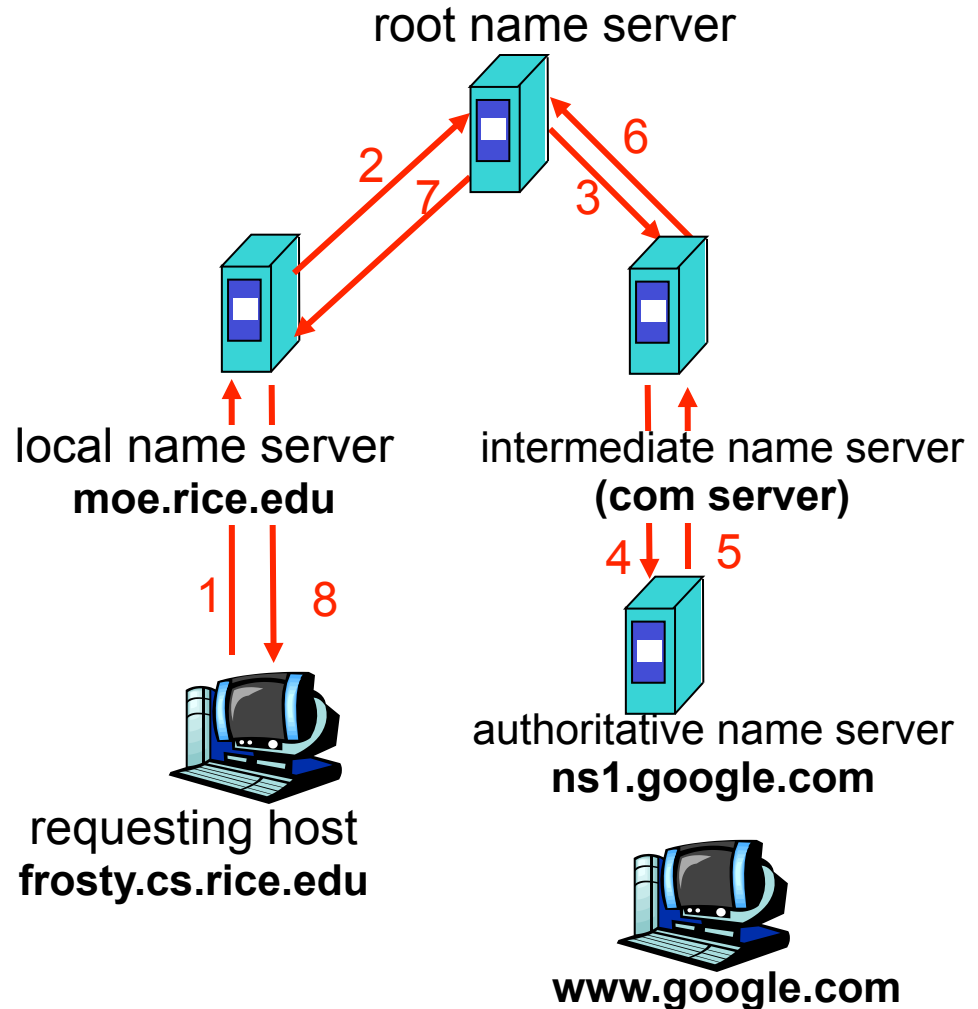 root name server
2
7
6
3
local name server
moe.rice.edu
intermediate name server
(com server)
1
8
4
5
authoritative name server
ns1.google.com
requesting host
frosty.cs.rice.edu
www.google.com